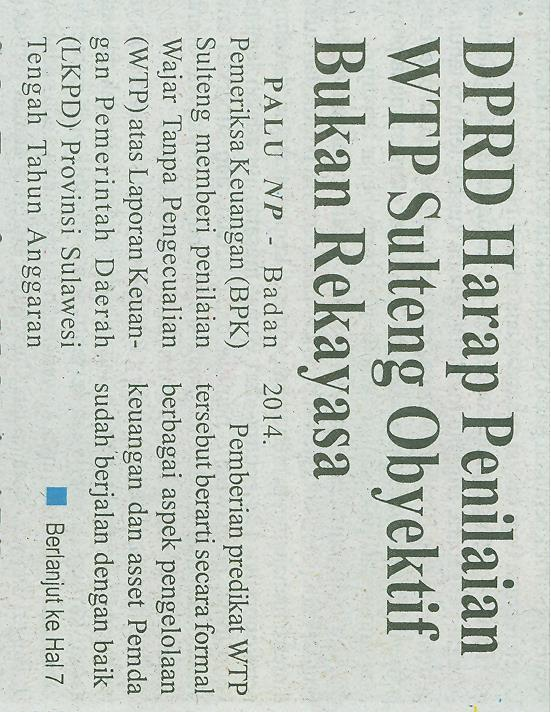 DPRD Harap Penilaian
WTP Sulteng Obyektif
Bukan Rekayasa
PALU NP - Badan
Pemeriksa Keuangan (BPK)
Sulteng memberi penilaian
Wajar Tanpa Pengecualian
(WTP) atas Laporan Keuan-
gan Pemerintah Daerah
(LKPD) Provinsi Sulawesi
Tengah Tahun Anggaran
2014.
Pemberian predikat WTP
tersebut berarti secara formal
berbagai aspek pengelolaan
keuangan dan asset Pemda
sudah berjalan dengan baik
Berlanjut ke Hal 7